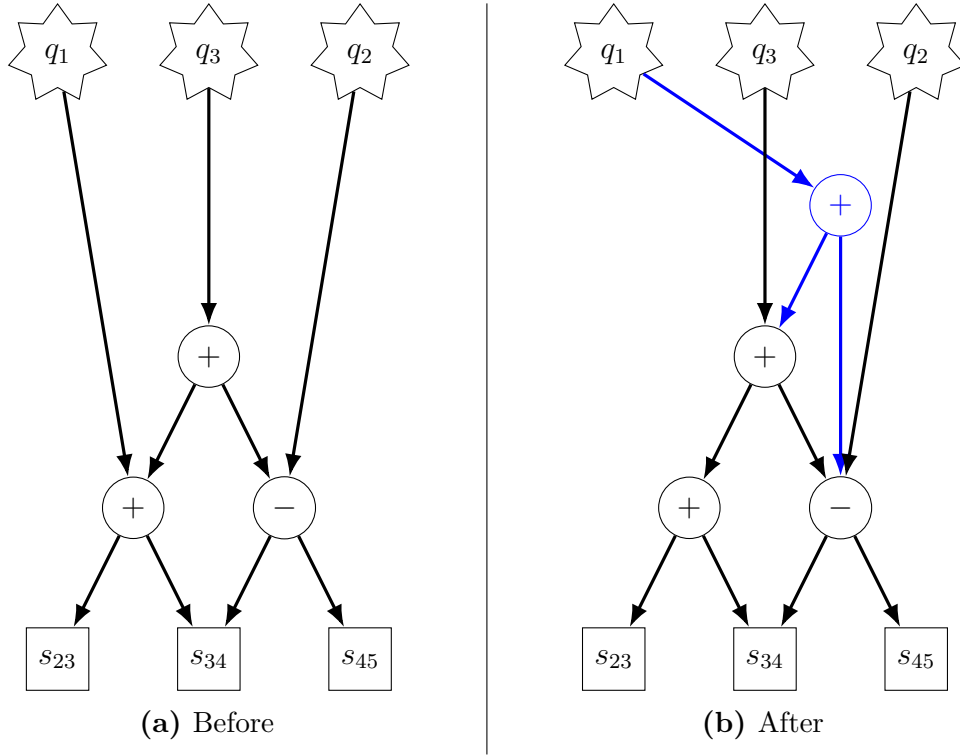 q₁ q₃ q₂ q₁ q₃ q₂
+
+ +
+ − + −
s₂₃ s₃₄ s₄₅ s₂₃ s₃₄ s₄₅
(a) Before (b) After